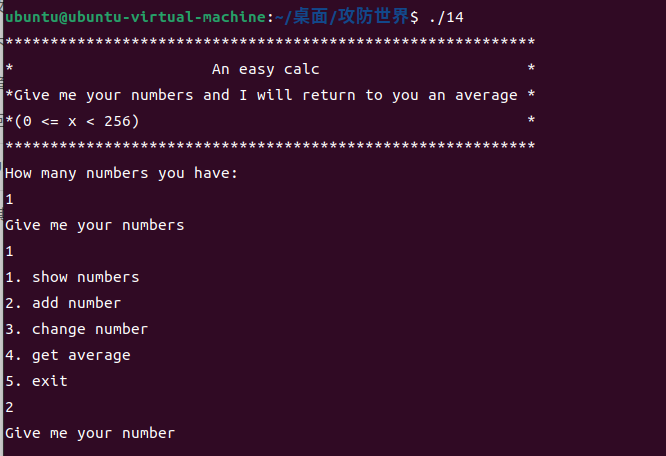 ubuntu@ubuntu-virtual-machine:~/桌面/攻防世界$ ./14
***********************************************************
*                      An easy calc                       *
*Give me your numbers and I will return to you an average *
*(0 <= x < 256)                                           *
***********************************************************
How many numbers you have:
1
Give me your numbers
1
1. show numbers
2. add number
3. change number
4. get average
5. exit
2
Give me your number